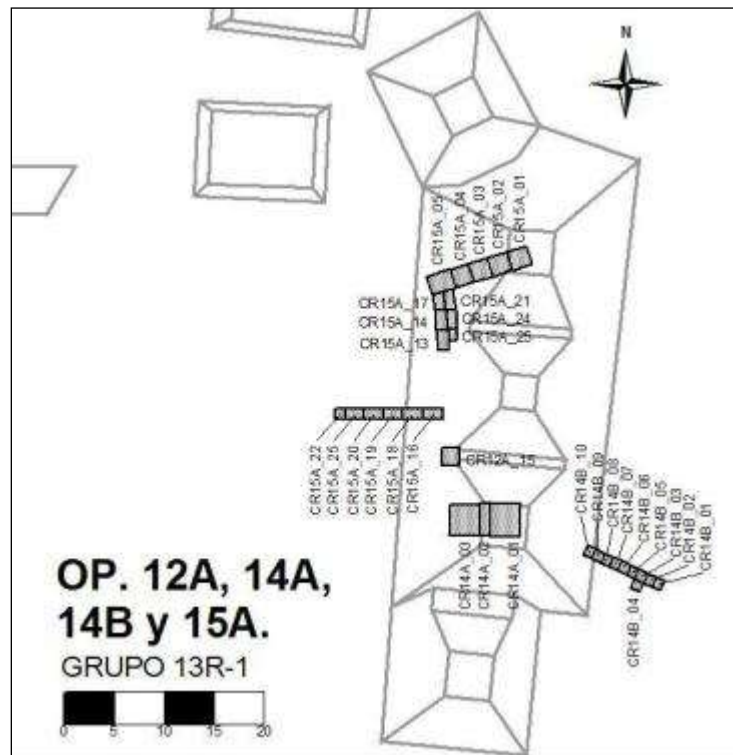 N
CR15A_05
CR15A_04
CR15A_03
CR15A_02
CR15A_01
CR15A_17
CR15A_21
CR15A_14
CR15A_24
CR15A_13
CR15A_25
CR15A_22
CR15A_25
CR15A_20
CR15A_19
CR15A_18
CR15A_16
CR12A_15
CR14A_03
CR14A_02
CR14A_01
CR14B_10
CR14B_09
CR14B_08
CR14B_07
CR14B_06
CR14B_05
CR14B_03
CR14B_02
CR14B_01
CR14B_04
OP. 12A, 14A,
14B y 15A.
GRUPO 13R-1
0 5 10 15 20